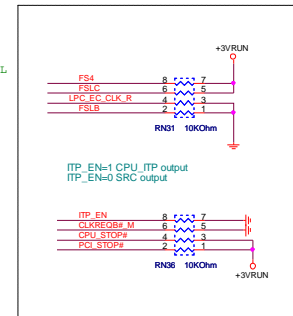 +3VRUN
L
FS4 8 7
FSLC 6 5
LPC_EC_CLK_R 4 3
FSLB 2 1
RN31 10KOhm
ITP_EN=1 CPU_ITP output
ITP_EN=0 SRC output
ITP_EN 8 7
CLKREQB#_M 6 5
CPU_STOP# 4 3
PCI_STOP# 2 1
RN36 10KOhm
+3VRUN